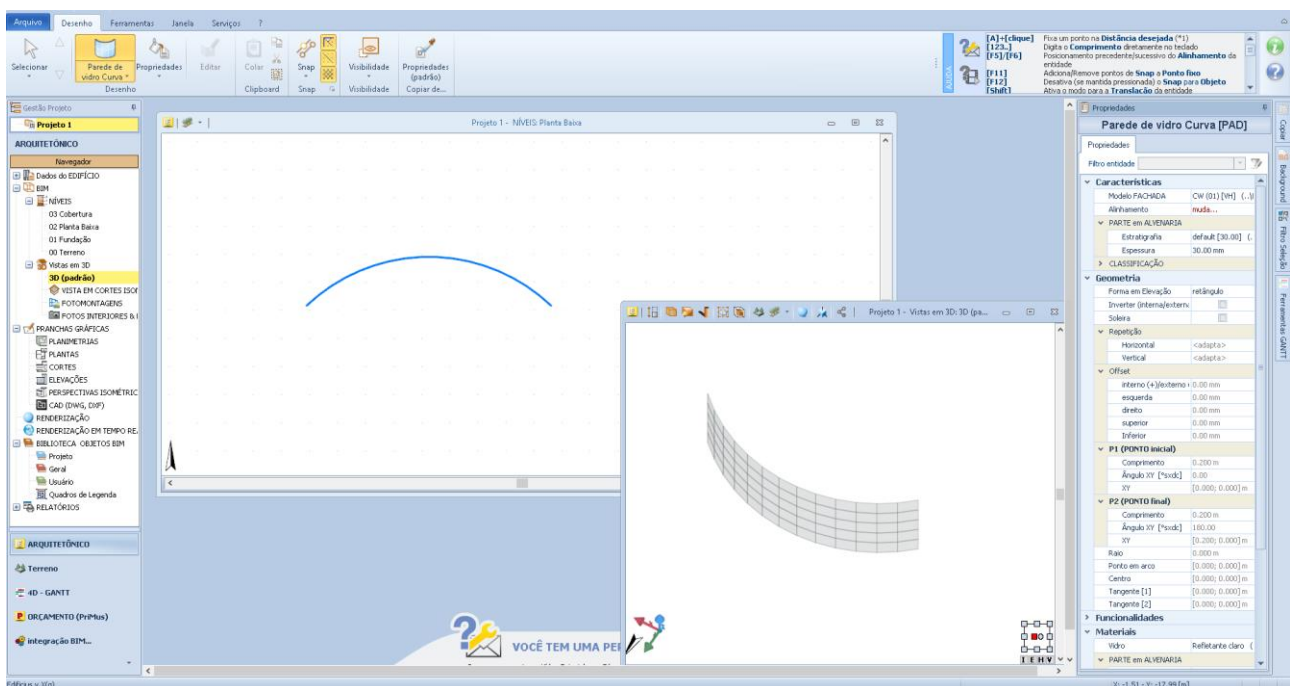 Arquivo Desenho Ferramentas Janela Serviços ?
Selecionar
Parede de vidro Curva
Propriedades
Editar
Desenho
Colar
Clipboard
Snap
Snap
Visibilidade
Visibilidade
Propriedades (padrão)
Copiar de...
AJUDA
[A]+[clique] Fixa um ponto na Distância desejada (*1)
[123..] Digita o Comprimento diretamente no teclado
[F5]/[F6] Posicionamento precedente/sucessivo do Alinhamento da entidade
[F11] Adiciona/Remove pontos de Snap a Ponto fixo
[F12] Desativa (se mantida pressionada) o Snap para Objeto
[Shift] Ativa o modo para a Translação da entidade
Gestão Projeto
Projeto 1
ARQUITETÔNICO
Navegador
Dados do EDIFÍCIO
BIM
NÍVEIS
03 Cobertura
02 Planta Baixa
01 Fundação
00 Terreno
Vistas em 3D
3D (padrão)
VISTA EM CORTES ISOM
FOTOMONTAGENS
FOTOS INTERIORES &
PRANCHAS GRÁFICAS
PLANIMETRIAS
PLANTAS
CORTES
ELEVAÇÕES
PERSPECTIVAS ISOMÉTRIC
CAD (DWG, DXF)
RENDERIZAÇÃO
RENDERIZAÇÃO EM TEMPO RE.
BIBLIOTECA OBJETOS BIM
Projeto
Geral
Usuário
Quadros de Legenda
RELATÓRIOS
ARQUITETÔNICO
Terreno
4D - GANTT
ORÇAMENTO (PriMus)
integração BIM...
Projeto 1 - NÍVEIS: Planta Baixa
Projeto 1 - Vistas em 3D: 3D (pa...
I E H V
VOCÊ TEM UMA PE
Propriedades
Parede de vidro Curva [PAD]
Propriedades
Filtro entidade
Características
Modelo FACHADA CW (01) [VH] (..\
Alinhamento muda...
PARTE em ALVENARIA
Estratigrafia default [30.00] (.
Espessura 30.00 mm
CLASSIFICAÇÃO
Geometria
Forma em Elevação retângulo
Inverter (interna/extern
Soleira
Repetição
Horizontal <adapta>
Vertical <adapta>
Offset
interno (+)/externo 0.00 mm
esquerda 0.00 mm
direito 0.00 mm
superior 0.00 mm
Inferior 0.00 mm
P1 (PONTO inicial)
Comprimento 0.200 m
Ângulo XY [°sxdc] 0.00
XY [0.000; 0.000] m
P2 (PONTO final)
Comprimento 0.200 m
Ângulo XY [°sxdc] 180.00
XY [0.200; 0.000] m
Raio 0.000 m
Ponto em arco [0.000; 0.000] m
Centro [0.000; 0.000] m
Tangente [1] [0.000; 0.000] m
Tangente [2] [0.000; 0.000] m
Funcionalidades
Materiais
Vidro Refletante claro (
PARTE em ALVENARIA
Copiar
Background
Filtro Seleção
Ferramentas GANTT
X: -1.51 - Y: -17.99 [m]